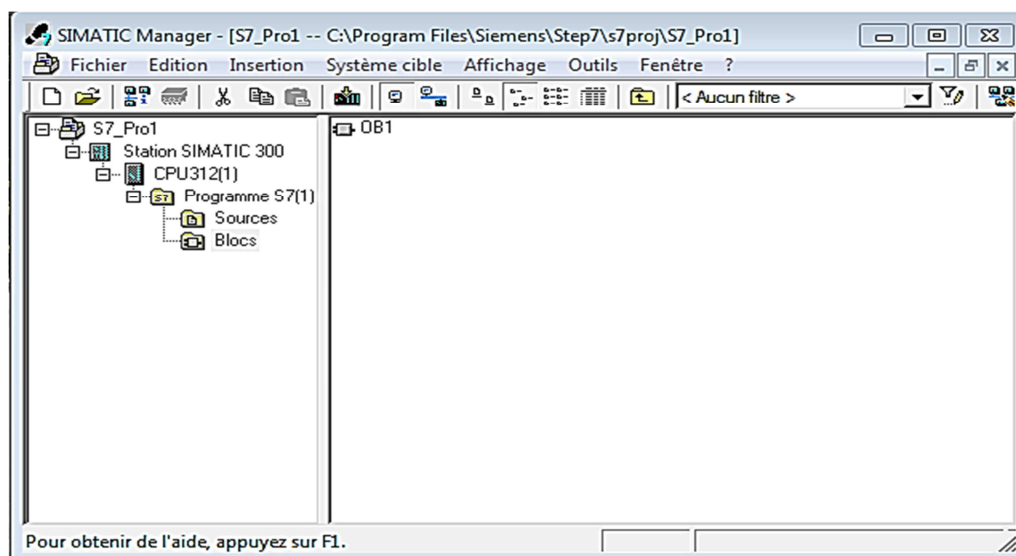 SIMATIC Manager - [S7_Pro1 -- C:\Program Files\Siemens\Step7\s7proj\S7_Pro1]
Fichier Edition Insertion Système cible Affichage Outils Fenêtre ?
< Aucun filtre >
S7_Pro1
Station SIMATIC 300
CPU312(1)
Programme S7(1)
Sources
Blocs
OB1
Pour obtenir de l'aide, appuyez sur F1.